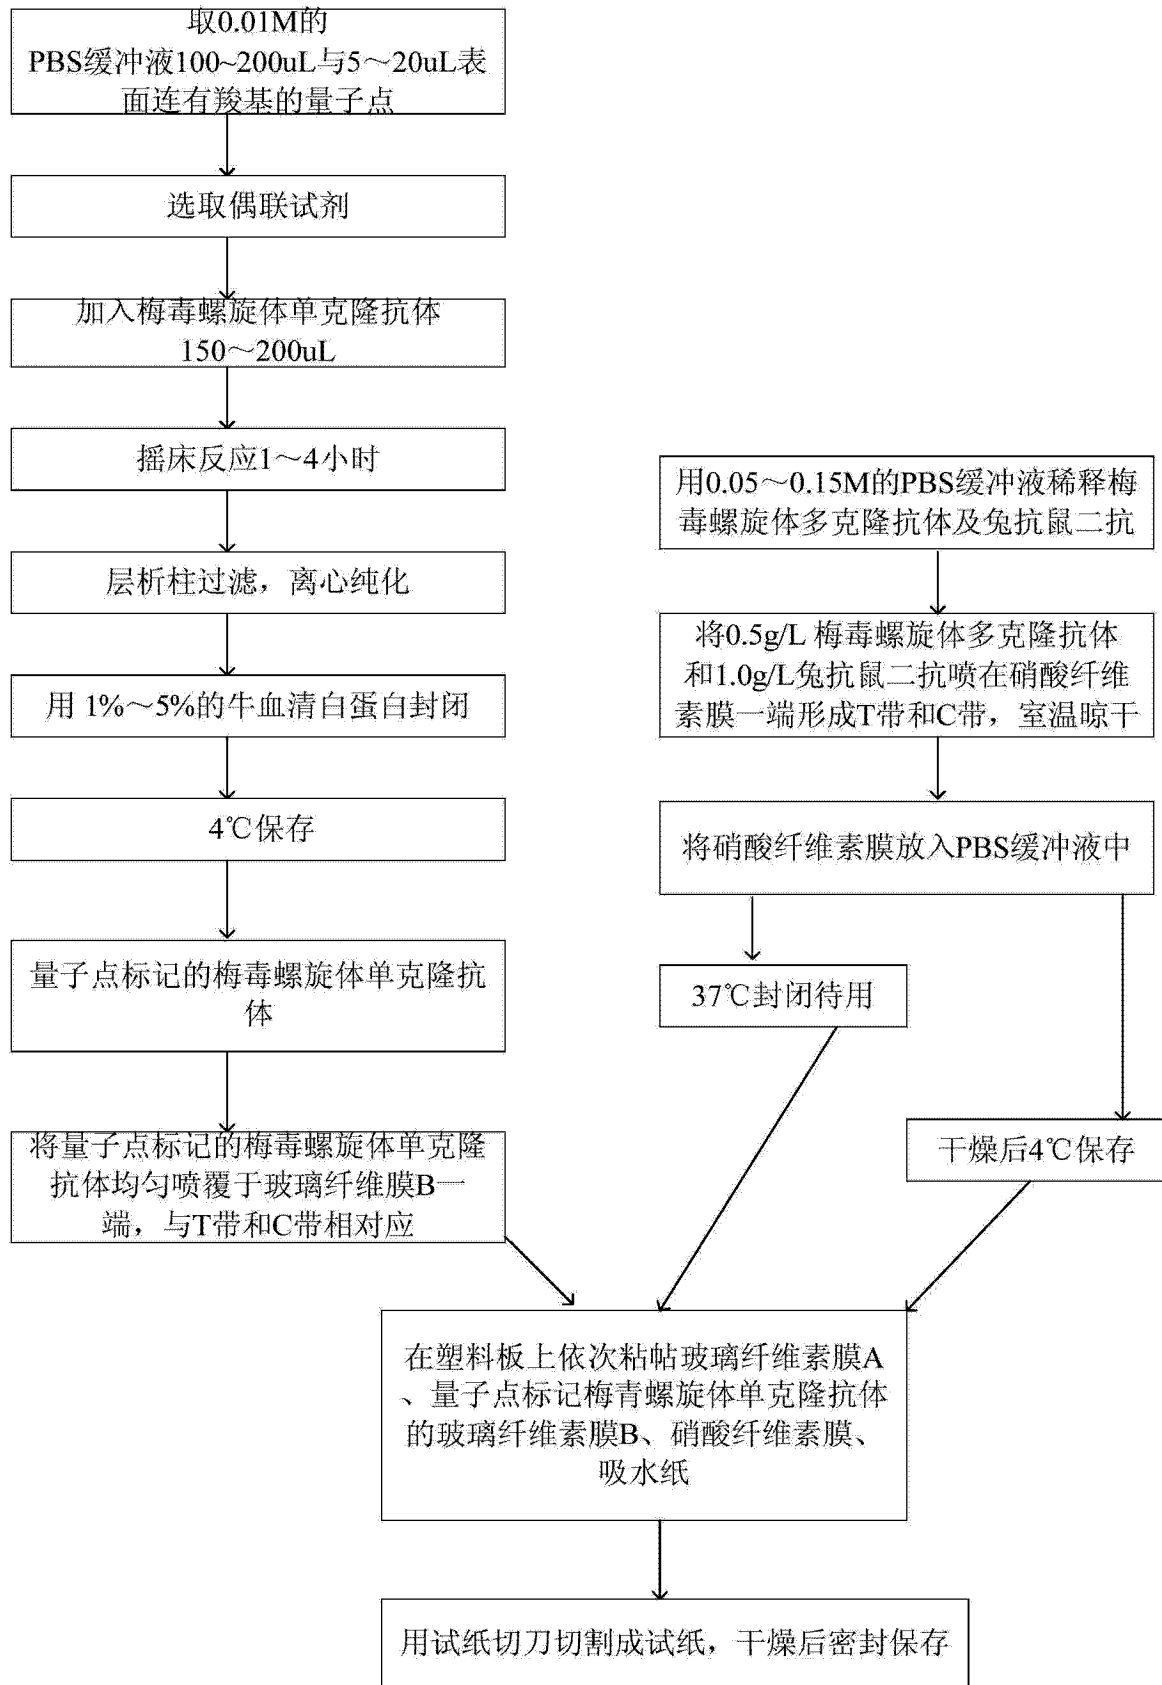 取0.01M的
PBS缓冲液100~200uL与5～20uL表
面连有羧基的量子点
选取偶联试剂
加入梅毒螺旋体单克隆抗体
150～200uL
摇床反应1～4小时
层析柱过滤，离心纯化
用 1%～5%的牛血清白蛋白封闭
4℃保存
量子点标记的梅毒螺旋体单克隆抗
体
将量子点标记的梅毒螺旋体单克隆
抗体均匀喷覆于玻璃纤维膜B一
端，与T带和C带相对应
用0.05～0.15M的PBS缓冲液稀释梅
毒螺旋体多克隆抗体及兔抗鼠二抗
将0.5g/L 梅毒螺旋体多克隆抗体
和1.0g/L兔抗鼠二抗喷在硝酸纤维
素膜一端形成T带和C带，室温晾干
将硝酸纤维素膜放入PBS缓冲液中
37℃封闭待用
干燥后4℃保存
在塑料板上依次粘帖玻璃纤维素膜A
、量子点标记梅青螺旋体单克隆抗体
的玻璃纤维素膜B、硝酸纤维素膜、
吸水纸
用试纸切刀切割成试纸，干燥后密封保存